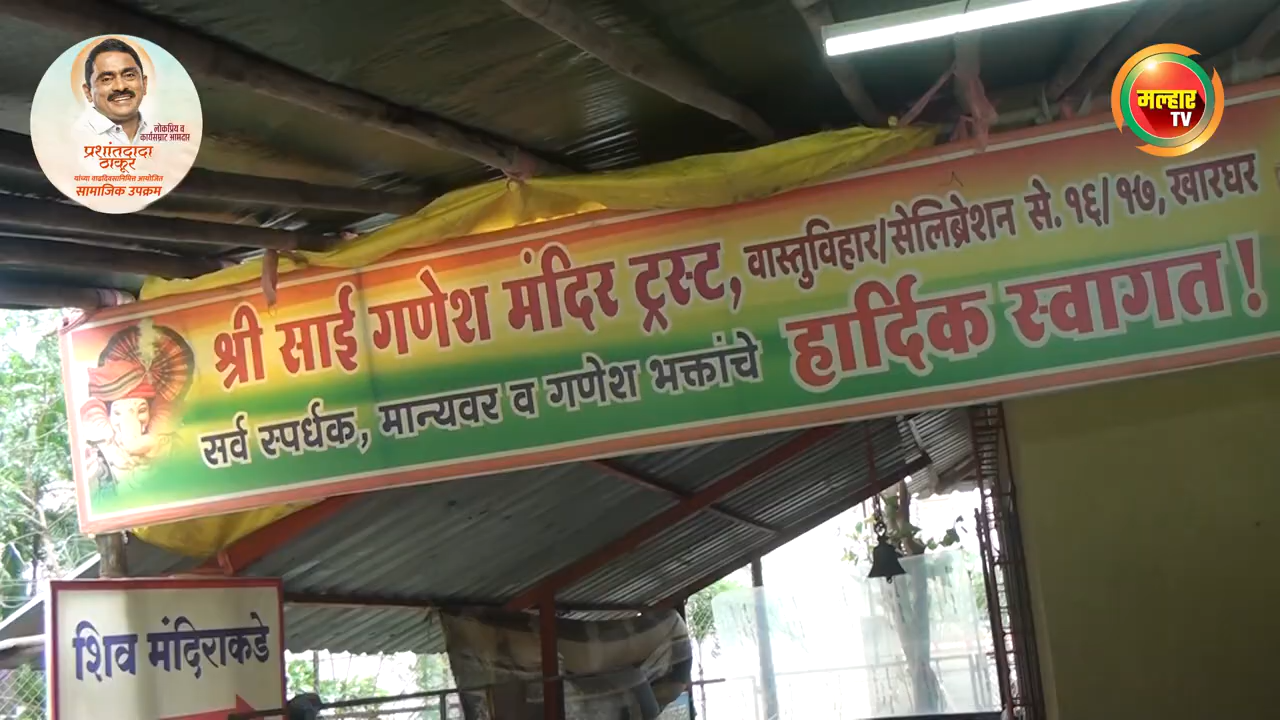 लोकप्रिय व
कार्यसम्राट आमदार
प्रशांतदादा
ठाकूर
यांच्या वाढदिवसानिमित्त आयोजित
सामाजिक उपक्रम
मल्हार
TV
श्री साई गणेश मंदिर ट्रस्ट, वास्तुविहार/सेलिब्रेशन से. १६/१७, खारघर
सर्व स्पर्धक, मान्यवर व गणेश भक्तांचे हार्दिक स्वागत !
शिव मंदिराकडे